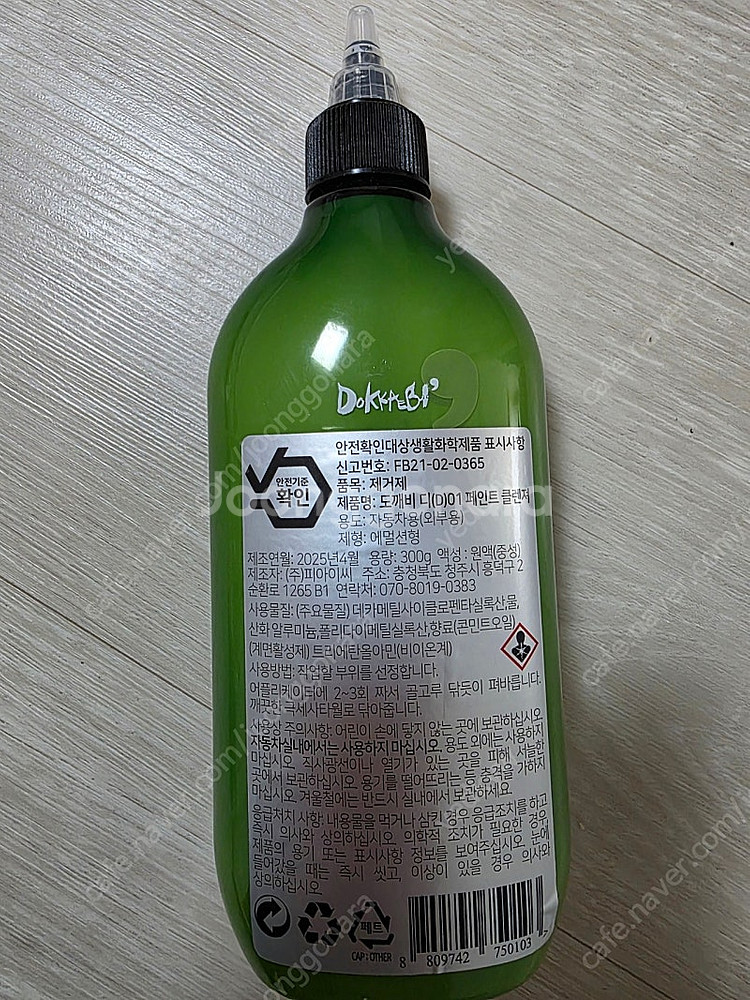 DOKKAEBI'
안전기준
확인
안전확인대상생활화학제품 표시사항
신고번호: FB21-02-0365
품목: 제거제
제품명: 도깨비 디(D)01 페인트 클렌저
용도: 자동차용(외부용)
제형: 에멀션형
제조연월: 2025년4월 용량: 300g 액성 : 원액(중성)
제조자: (주)피아이씨 주소: 충청북도 청주시 흥덕구 2
순환로 1265 B1 연락처: 070-8019-0383
사용물질: (주요물질) 데카메틸사이클로펜타실록산,물,
산화 알루미늄,폴리다이메틸실록산,향료(콘민트오일)
(계면활성제) 트리에탄올아민(비이온계)
사용방법: 작업할 부위를 선정합니다.
어플리케이터에 2~3회 짜서 골고루 닦듯이 펴바릅니다.
깨끗한 극세사타월로 닦아줍니다.
사용상 주의사항: 어린이 손에 닿지 않는 곳에 보관하십시오.
자동차실내에서는 사용하지 마십시오. 용도 외에는 사용하지
마십시오. 직사광선이나 열기가 있는 곳을 피해 서늘한
곳에서 보관하십시오. 용기를 떨어뜨리는 등 충격을 가하지
마십시오. 겨울철에는 반드시 실내에서 보관하세요.
응급처치 사항: 내용물을 먹거나 삼킨 경우 응급조치를 하고
즉시 의사와 상의하십시오. 의학적 조치가 필요한 경우,
제품의 용기 또는 표시사항 정보를 보여주십시오. 눈에
들어갔을 때는 즉시 씻고, 이상이 있을 경우 의사와
상의하십시오.
페트
CAP : OTHER
8 809742 750103
joonggonara
cafe.naver.com/joonggonara